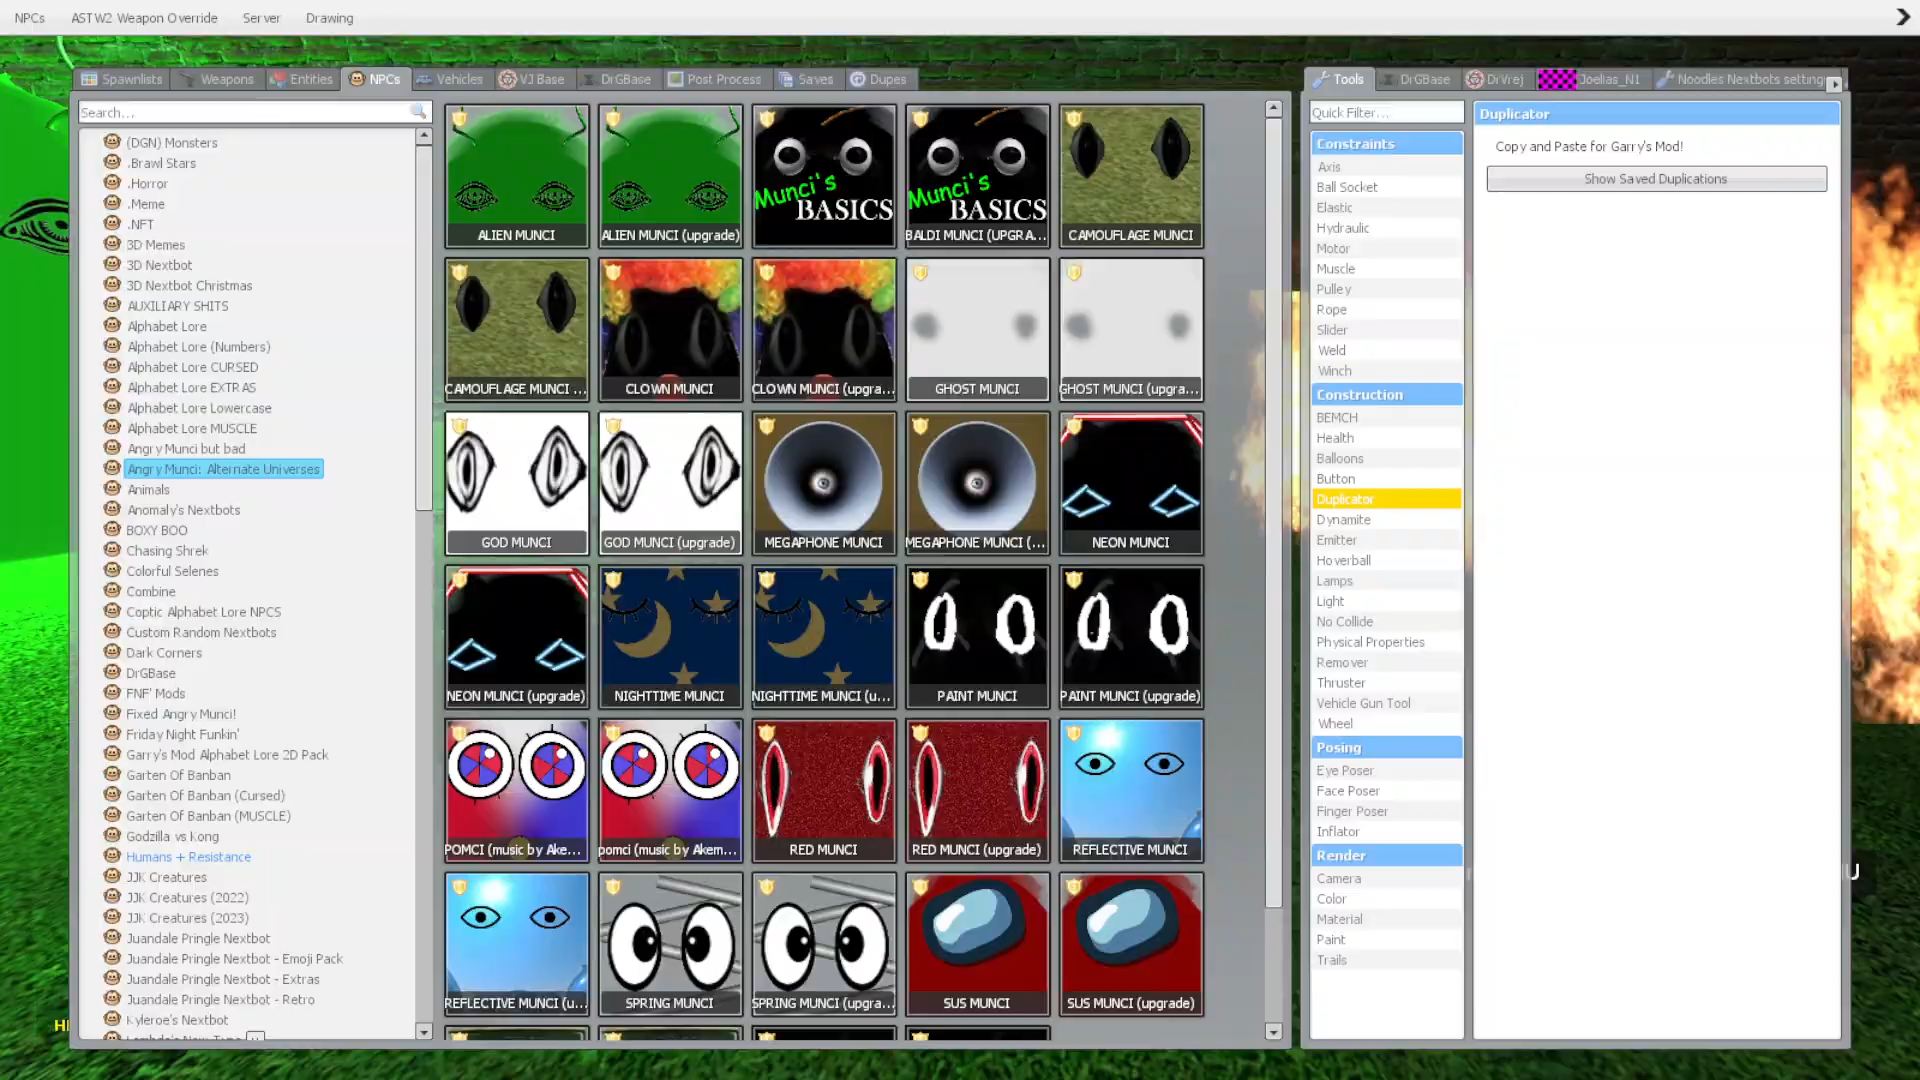 NPCs ASTW2 Weapon Override Server Drawing
Spawnlists Weapons Entities NPCs Vehicles VJ Base DrGBase Post Process Saves Dupes
Tools DrGBase DrVrej Joelias_N1 Noodles Nextbots setting
Search...
(DGN) Monsters
.Brawl Stars
.Horror
.Meme
.NFT
3D Memes
3D Nextbot
3D Nextbot Christmas
AUXILIARY SHITS
Alphabet Lore
Alphabet Lore (Numbers)
Alphabet Lore CURSED
Alphabet Lore EXTRAS
Alphabet Lore Lowercase
Alphabet Lore MUSCLE
Angry Munci but bad
Angry Munci: Alternate Universes
Animals
Anomaly's Nextbots
BOXY BOO
Chasing Shrek
Colorful Selenes
Combine
Coptic Alphabet Lore NPCS
Custom Random Nextbots
Dark Corners
DrGBase
FNF' Mods
Fixed Angry Munci!
Friday Night Funkin'
Garry's Mod Alphabet Lore 2D Pack
Garten Of Banban
Garten Of Banban (Cursed)
Garten Of Banban (MUSCLE)
Godzilla vs Kong
Humans + Resistance
JJK Creatures
JJK Creatures (2022)
JJK Creatures (2023)
Juandale Pringle Nextbot
Juandale Pringle Nextbot - Emoji Pack
Juandale Pringle Nextbot - Extras
Juandale Pringle Nextbot - Retro
Kyleroe's Nextbot
Munci's
BASICS
Munci's
BASICS
ALIEN MUNCI
ALIEN MUNCI (upgrade)
BALDI MUNCI (UPGRA...
CAMOUFLAGE MUNCI
CAMOUFLAGE MUNCI ...
CLOWN MUNCI
CLOWN MUNCI (upgra...
GHOST MUNCI
GHOST MUNCI (upgra...
GOD MUNCI
GOD MUNCI (upgrade)
MEGAPHONE MUNCI
MEGAPHONE MUNCI (...
NEON MUNCI
NEON MUNCI (upgrade)
NIGHTTIME MUNCI
NIGHTTIME MUNCI (u...
PAINT MUNCI
PAINT MUNCI (upgrade)
POMCI (music by Ake...
pomci (music by Akem...
RED MUNCI
RED MUNCI (upgrade)
REFLECTIVE MUNCI
REFLECTIVE MUNCI (u...
SPRING MUNCI
SPRING MUNCI (upgra...
SUS MUNCI
SUS MUNCI (upgrade)
Quick Filter...
Constraints
Axis
Ball Socket
Elastic
Hydraulic
Motor
Muscle
Pulley
Rope
Slider
Weld
Winch
Construction
BEMCH
Health
Balloons
Button
Duplicator
Dynamite
Emitter
Hoverball
Lamps
Light
No Collide
Physical Properties
Remover
Thruster
Vehicle Gun Tool
Wheel
Posing
Eye Poser
Face Poser
Finger Poser
Inflator
Render
Camera
Color
Material
Paint
Trails
Duplicator
Copy and Paste for Garry's Mod!
Show Saved Duplications